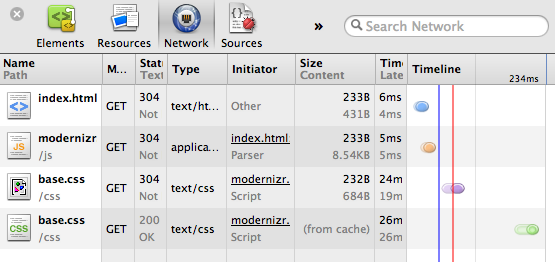 Elements Resources Network Sources » Search Network
Name M... Statu Type Initiator Size Time Timeline
Path Text Content Late 234ms
index.html GET 304 text/ht... Other 233B 6ms
Not 431B 4ms
modernizr GET 304 applica... index.html 233B 5ms
/js Not Parser 8.54KB 5ms
base.css GET 304 text/css modernizr. 232B 24m
/css Not Script 684B 19m
base.css GET 200 text/css modernizr. (from cache) 26m
/css OK Script 26m